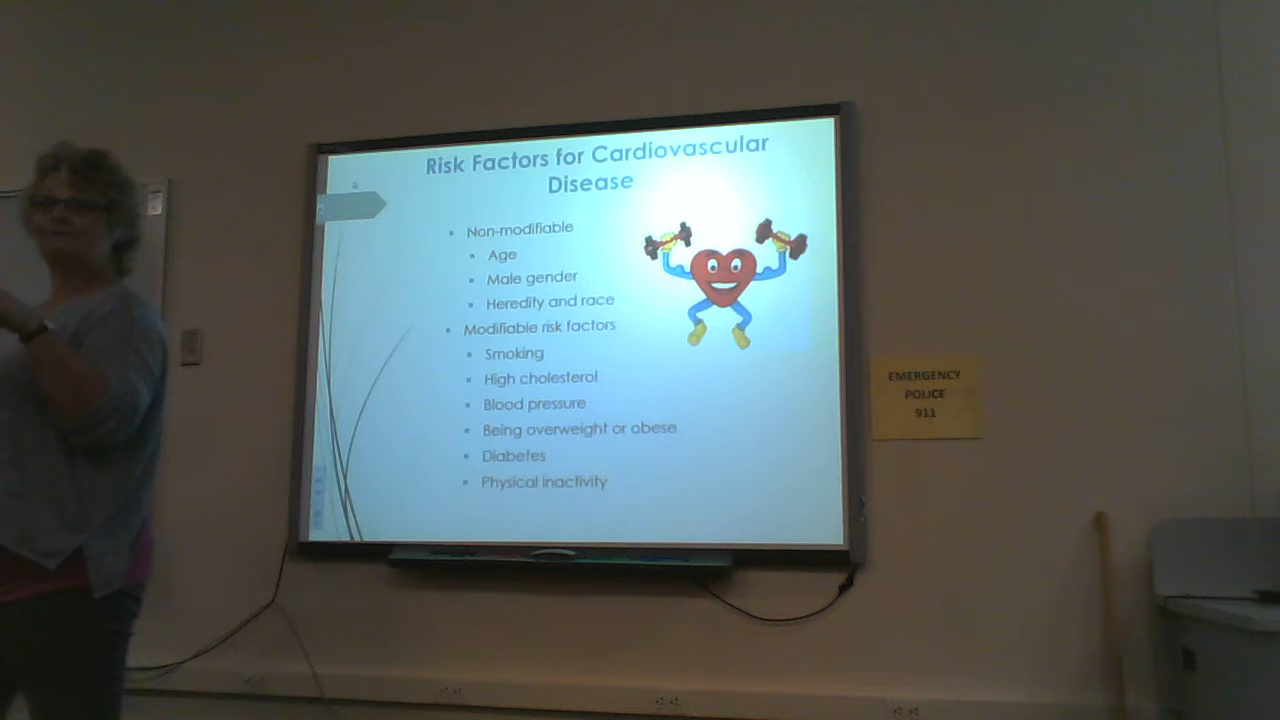 Risk Factors for Cardiovascular
Disease
Non-modifiable
Age
Male gender
Heredity and race
Modifiable risk factors
Smoking
High cholesterol
Blood pressure
Being overweight or obese
Diabetes
Physical inactivity
EMERGENCY
POLICE
911